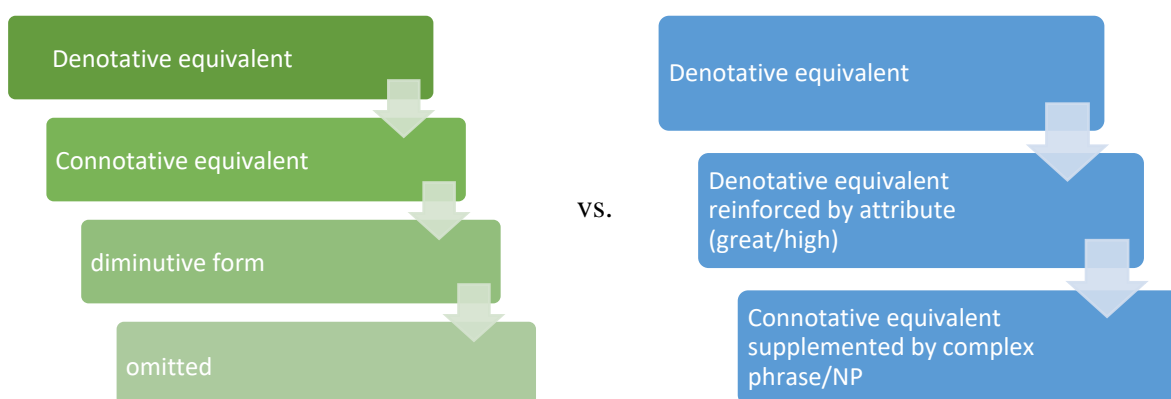 Denotative equivalent
Connotative equivalent
diminutive form
omitted
vs.
Denotative equivalent
Denotative equivalent
reinforced by attribute
(great/high)
Connotative equivalent
supplemented by complex
phrase/NP